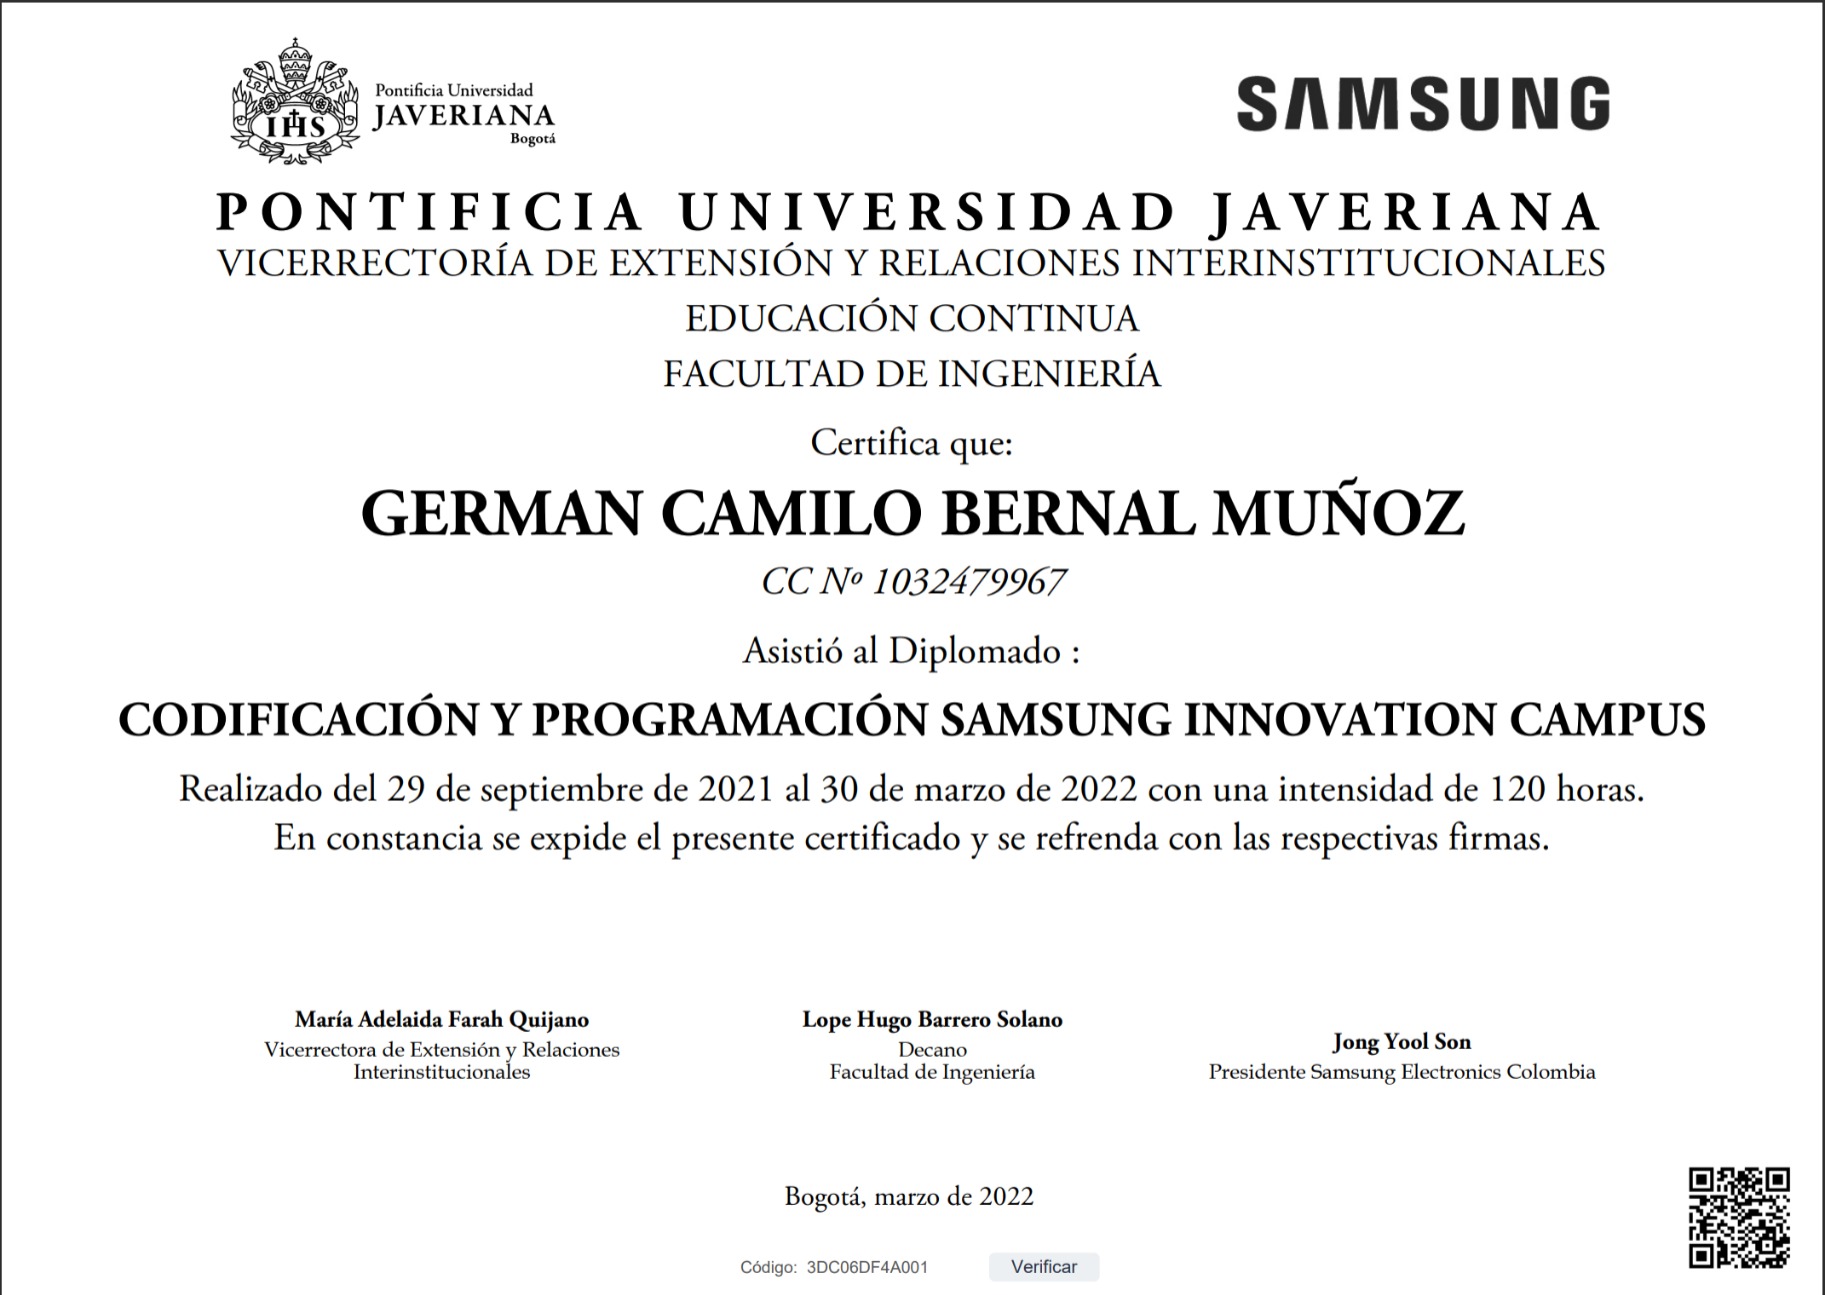 IHS
Pontificia Universidad
JAVERIANA
Bogotá
SAMSUNG
PONTIFICIA UNIVERSIDAD JAVERIANA
VICERRECTORÍA DE EXTENSIÓN Y RELACIONES INTERINSTITUCIONALES
EDUCACIÓN CONTINUA
FACULTAD DE INGENIERÍA
Certifica que:
GERMAN CAMILO BERNAL MUÑOZ
CC Nº 1032479967
Asistió al Diplomado :
CODIFICACIÓN Y PROGRAMACIÓN SAMSUNG INNOVATION CAMPUS
Realizado del 29 de septiembre de 2021 al 30 de marzo de 2022 con una intensidad de 120 horas.
En constancia se expide el presente certificado y se refrenda con las respectivas firmas.
María Adelaida Farah Quijano
Vicerrectora de Extensión y Relaciones
Interinstitucionales
Lope Hugo Barrero Solano
Decano
Facultad de Ingeniería
Jong Yool Son
Presidente Samsung Electronics Colombia
Bogotá, marzo de 2022
Código: 3DC06DF4A001
Verificar